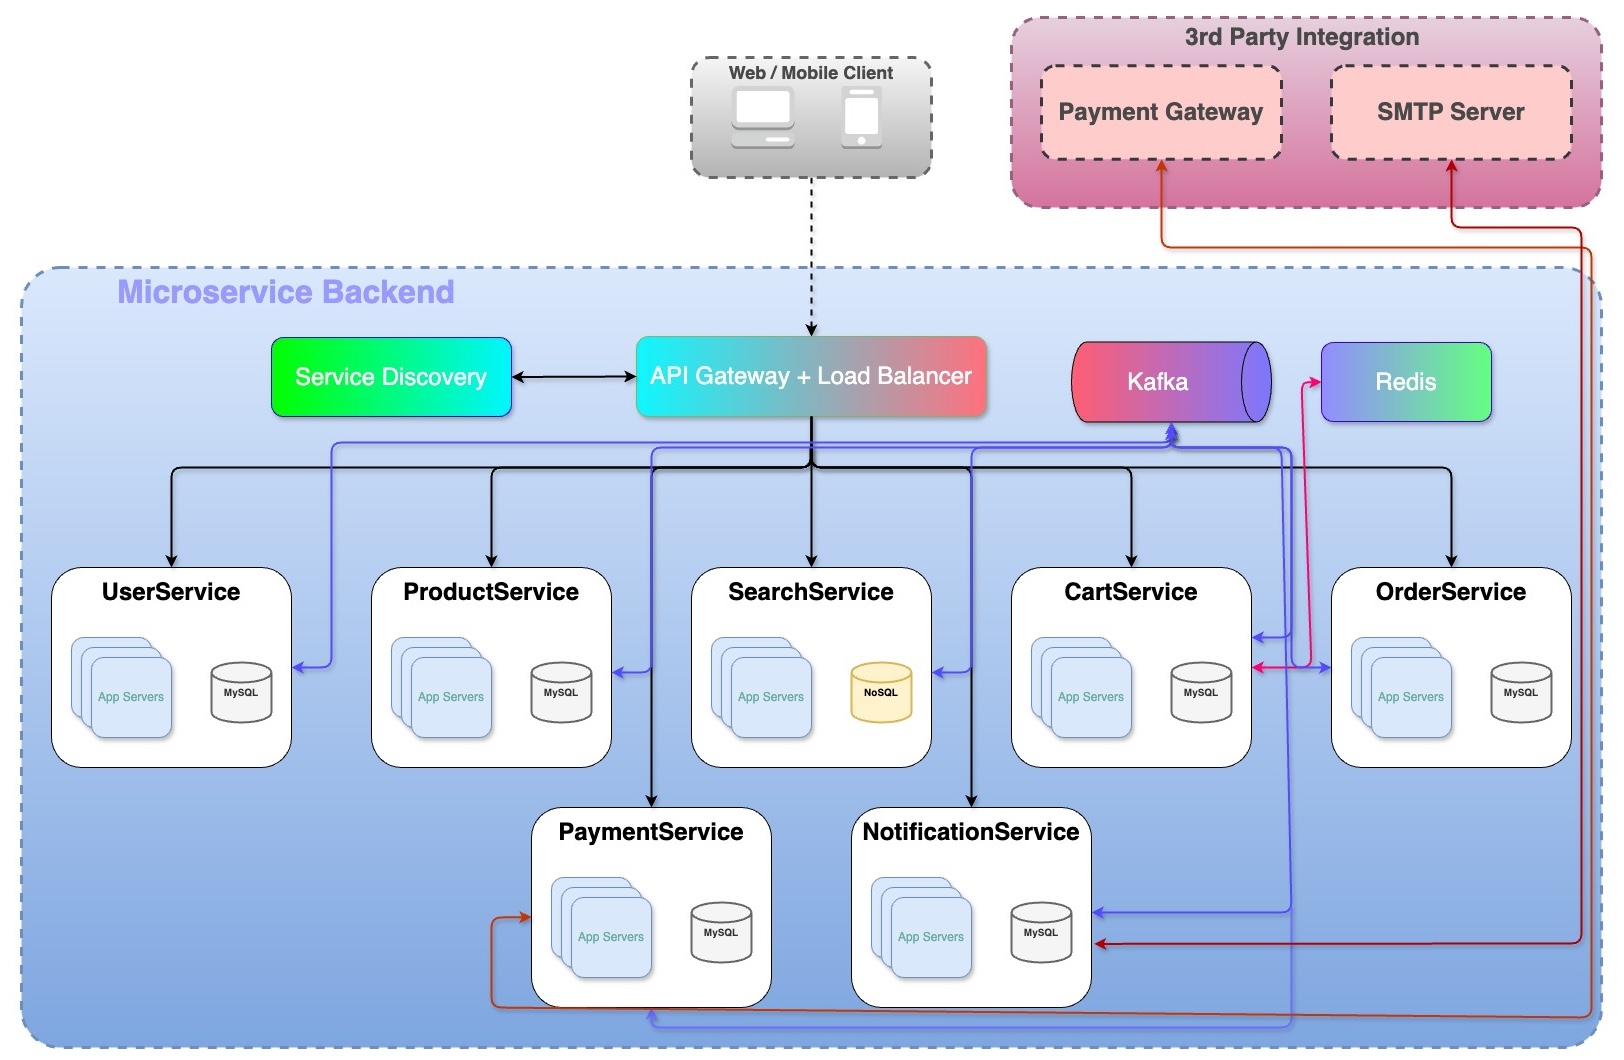 3rd Party Integration
Web / Mobile Client
Payment Gateway
SMTP Server
Microservice Backend
Service Discovery
API Gateway + Load Balancer
Kafka
Redis
UserService
ProductService
SearchService
CartService
OrderService
App Servers
MySQL
App Servers
MySQL
App Servers
NoSQL
App Servers
MySQL
App Servers
MySQL
PaymentService
NotificationService
App Servers
MySQL
App Servers
MySQL